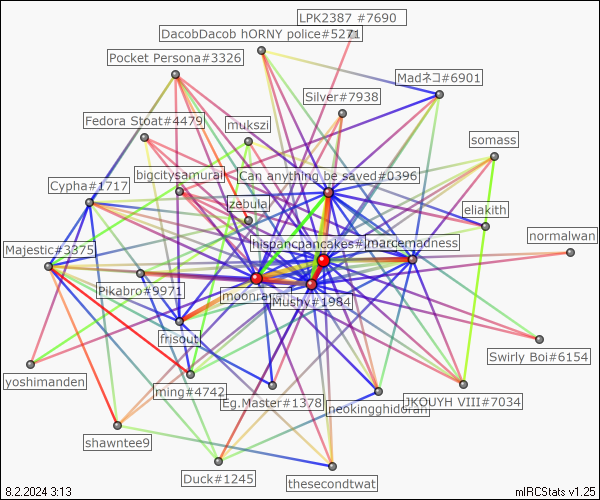 LPK2387 #7690
DacobDacob hORNY police#5271
Pocket Persona#3326
Madネコ#6901
Silver#7938
Fedora Stoat#4479
mukszi
somass
bigcitysamurai
Can anything be saved#0396
Cypha#1717
zebula
eliakith
normalwan
hispancpancakes#
marcemadness
Majestic#3375
Pikabro#9971
moonra
Mushy#1984
frisout
Swirly Boi#6154
yoshimanden
ming#4742
Eg.Master#1378
neokingghidorah
JKOUYH VIII#7034
shawntee9
Duck#1245
thesecondtwat
8.2.2024 3:13
mIRCStats v1.25